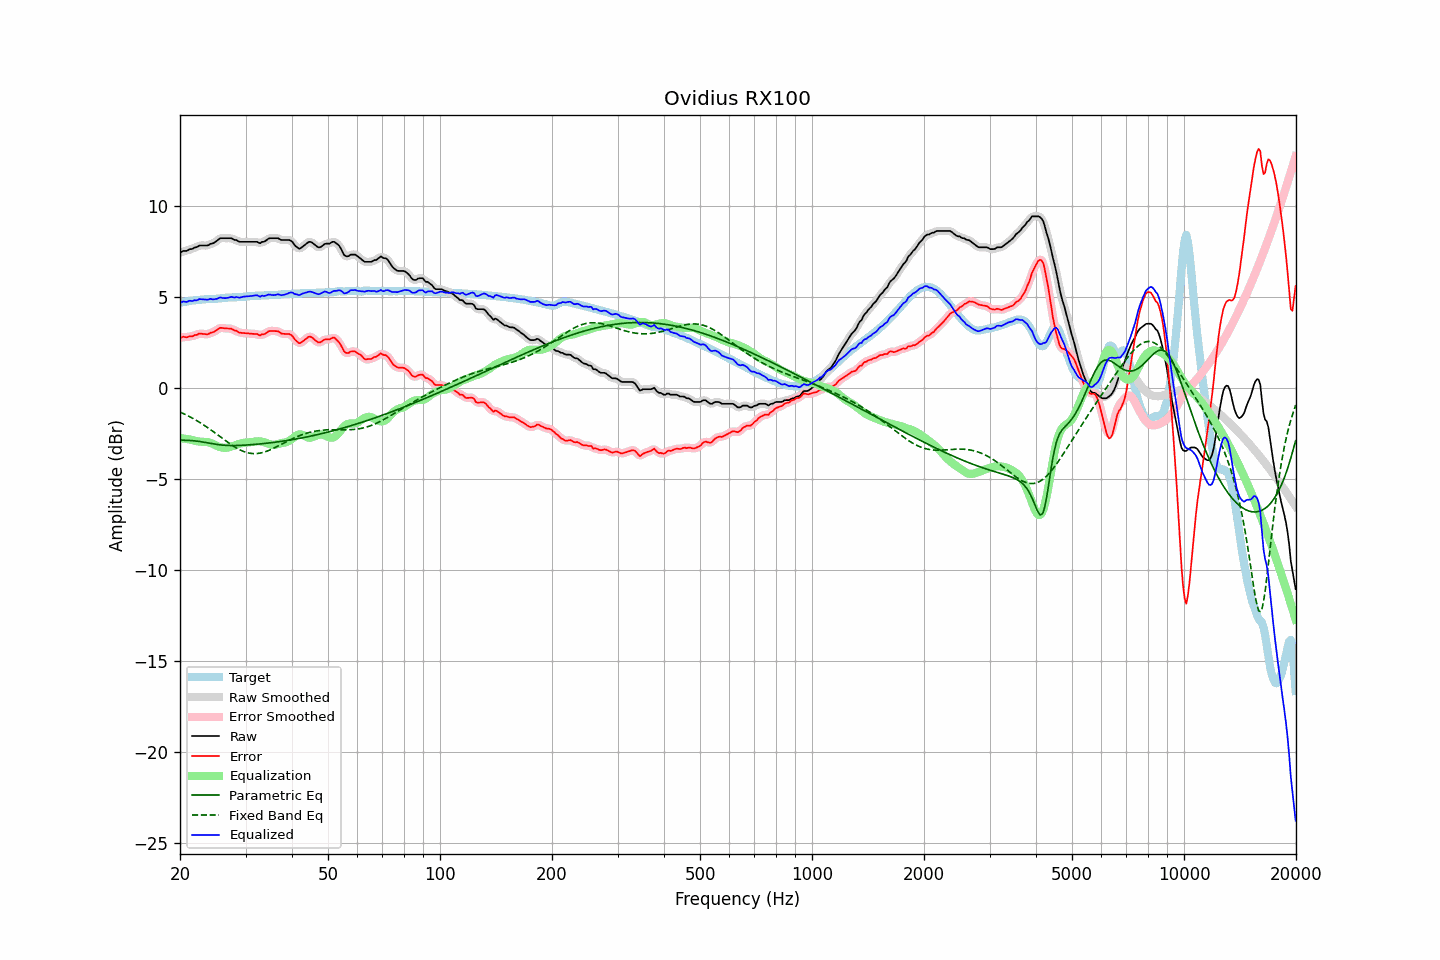 Ovidius RX100
Amplitude (dBr)
10
5
0
−5
−10
−15
−20
−25
Target
Raw Smoothed
Error Smoothed
Raw
Error
Equalization
Parametric Eq
Fixed Band Eq
Equalized
20 50 100 200 500 1000 2000 5000 10000 20000
Frequency (Hz)